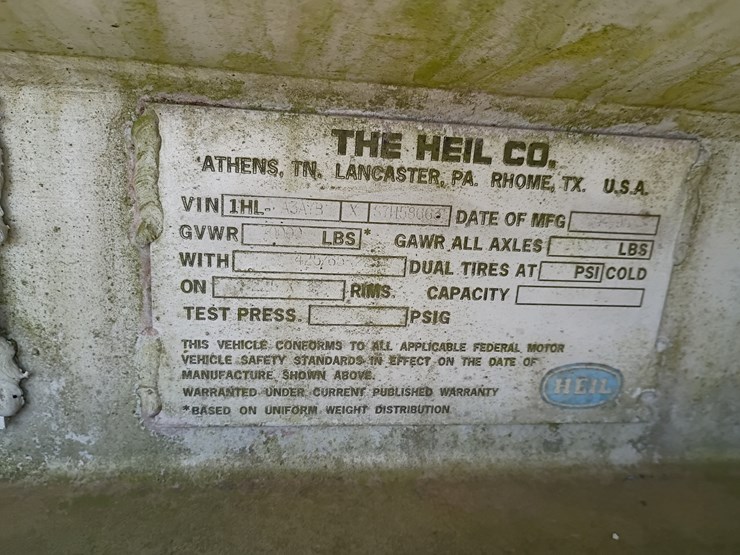 THE HEIL CO.
ATHENS, TN. LANCASTER, PA. RHOME, TX. U.S.A.
VIN 1HL X DATE OF MFG
GVWR LBS * GAWR ALL AXLES LBS
WITH DUAL TIRES AT PSI COLD
ON RIMS. CAPACITY
TEST PRESS. PSIG
THIS VEHICLE CONFORMS TO ALL APPLICABLE FEDERAL MOTOR
VEHICLE SAFETY STANDARDS IN EFFECT ON THE DATE OF
MANUFACTURE SHOWN ABOVE.
WARRANTED UNDER CURRENT PUBLISHED WARRANTY
*BASED ON UNIFORM WEIGHT DISTRIBUTION
HEIL